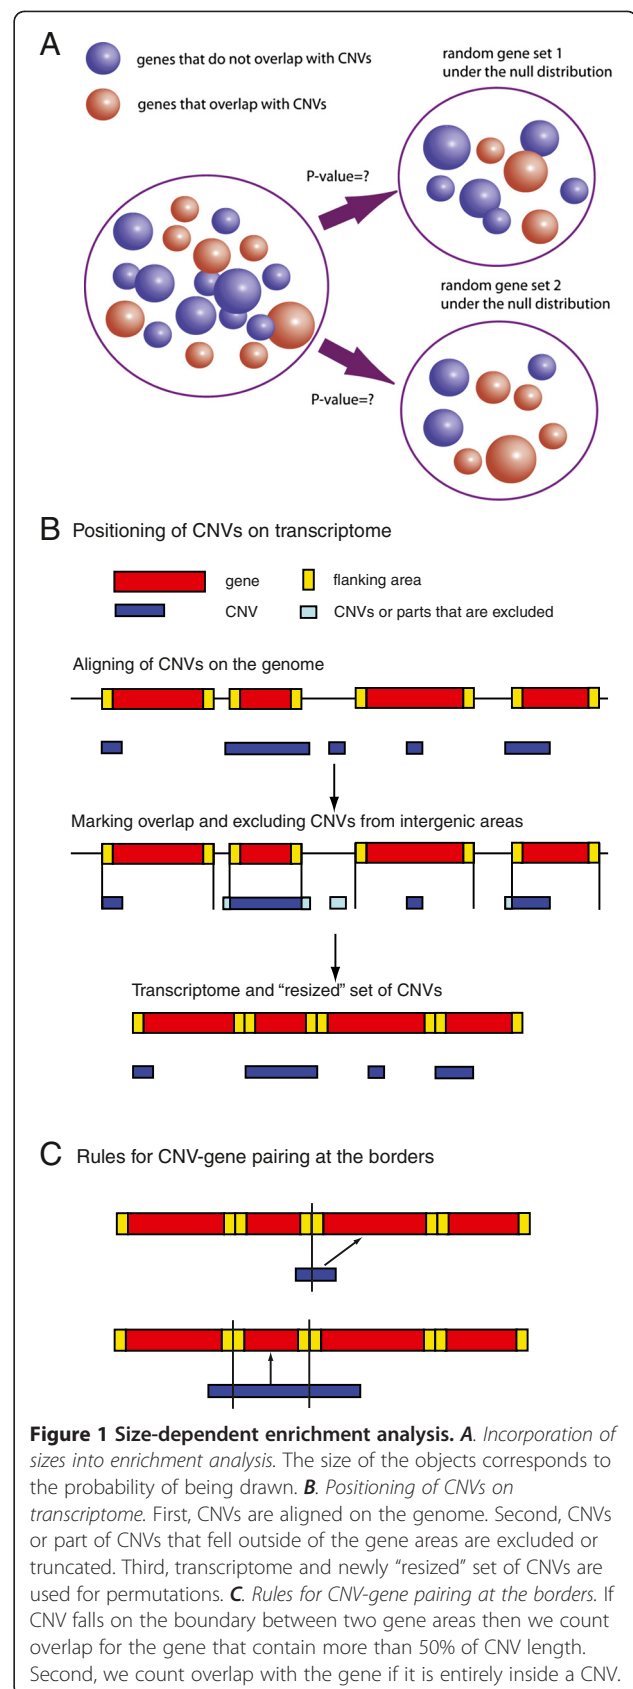 A
genes that do not overlap with CNVs
genes that overlap with CNVs
random gene set 1
under the null distribution
P-value=?
random gene set 2
under the null distribution
P-value=?
B Positioning of CNVs on transcriptome
gene
flanking area
CNV
CNVs or parts that are excluded
Aligning of CNVs on the genome
Marking overlap and excluding CNVs from intergenic areas
Transcriptome and “resized” set of CNVs
C Rules for CNV-gene pairing at the borders
Figure 1 Size-dependent enrichment analysis. A. Incorporation of
sizes into enrichment analysis. The size of the objects corresponds to
the probability of being drawn. B. Positioning of CNVs on
transcriptome. First, CNVs are aligned on the genome. Second, CNVs
or part of CNVs that fell outside of the gene areas are excluded or
truncated. Third, transcriptome and newly “resized” set of CNVs are
used for permutations. C. Rules for CNV-gene pairing at the borders. If
CNV falls on the boundary between two gene areas then we count
overlap for the gene that contain more than 50% of CNV length.
Second, we count overlap with the gene if it is entirely inside a CNV.